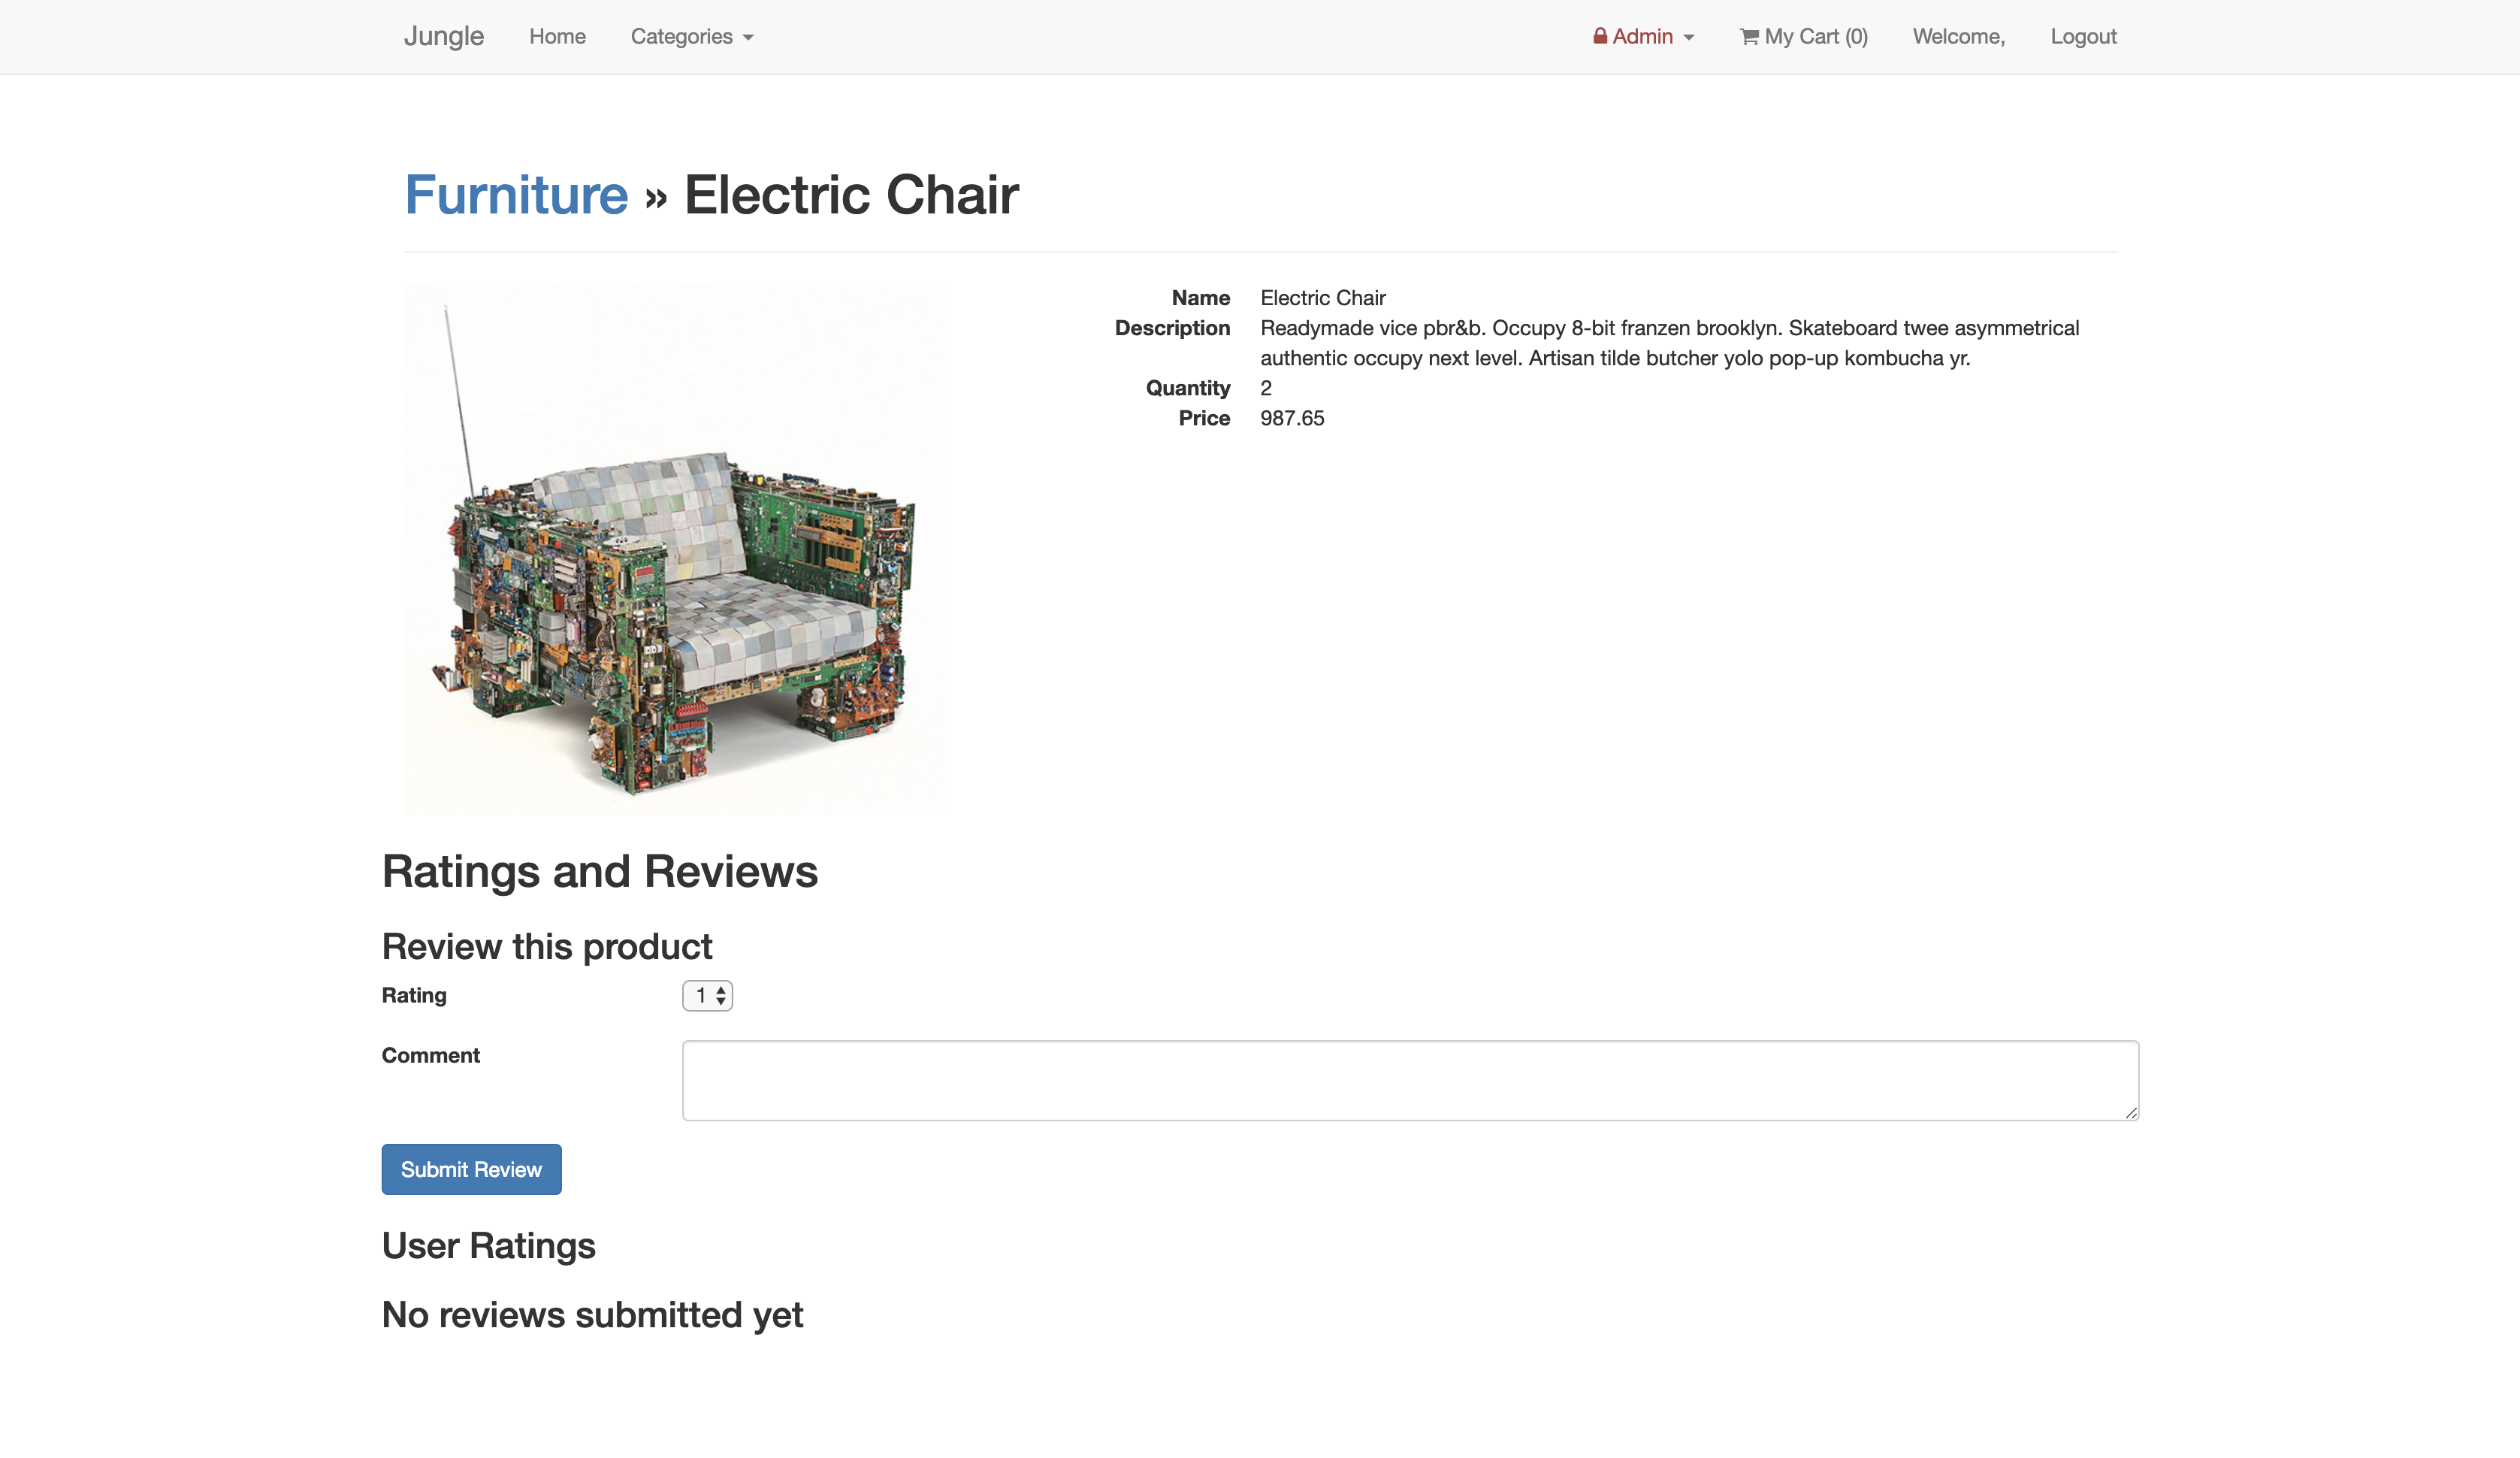 Jungle Home Categories Admin My Cart (0) Welcome, Logout
Furniture » Electric Chair
Name Electric Chair
Description Readymade vice pbr&b. Occupy 8-bit franzen brooklyn. Skateboard twee asymmetrical
authentic occupy next level. Artisan tilde butcher yolo pop-up kombucha yr.
Quantity 2
Price 987.65
Ratings and Reviews
Review this product
Rating 1
Comment
Submit Review
User Ratings
No reviews submitted yet